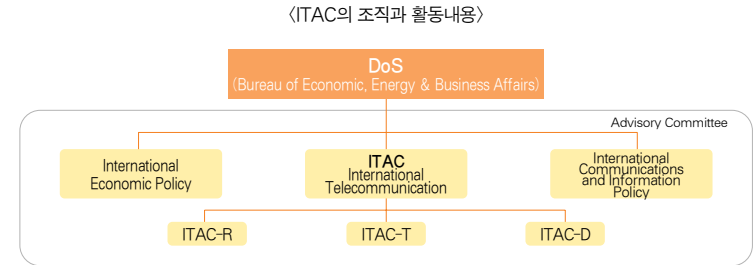 〈ITAC의 조직과 활동내용〉
DoS
(Bureau of Economic, Energy & Business Affairs)
Advisory Committee
International
Economic Policy
ITAC
International
Telecommunication
International
Communications
and Information
Policy
ITAC-R
ITAC-T
ITAC-D